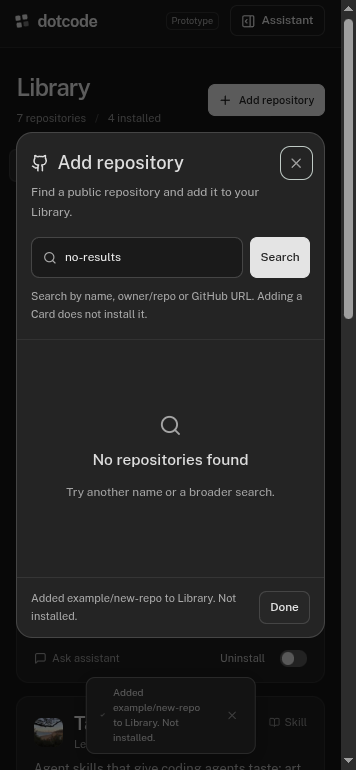 dotcode
Prototype
Assistant
Library
7 repositories / 4 installed
Add repository
Add repository
Find a public repository and add it to your
Library.
no-results
Search
Search by name, owner/repo or GitHub URL. Adding a
Card does not install it.
No repositories found
Try another name or a broader search.
Added example/new-repo to Library. Not
installed.
Done
Ask assistant
Uninstall
Added
example/new-repo
to Library. Not
installed.
Skill
Agent skills that give coding agents taste: art